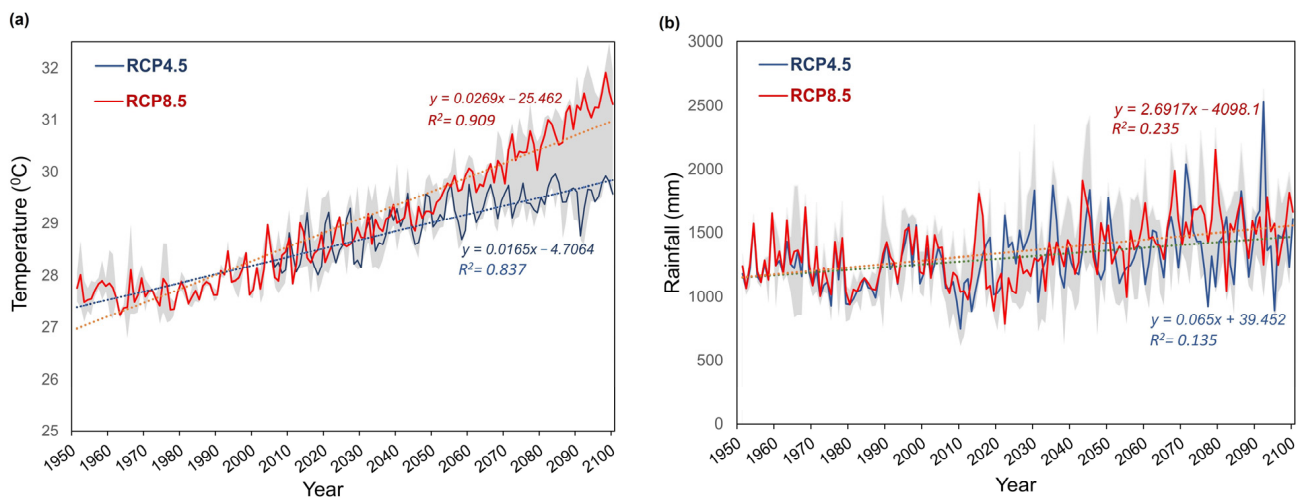 (a)
32
31
30
29
28
27
26
25
Temperature (⁰C)
RCP4.5
RCP8.5
y = 0.0269x – 25.462
R² = 0.909
y = 0.0165x – 4.7064
R² = 0.837
1950 1960 1970 1980 1990 2000 2010 2020 2030 2040 2050 2060 2070 2080 2090 2100
Year
(b)
3000
2500
2000
1500
1000
500
0
Rainfall (mm)
RCP4.5
RCP8.5
y = 2.6917x – 4098.1
R² = 0.235
y = 0.065x + 39.452
R² = 0.135
1950 1960 1970 1980 1990 2000 2010 2020 2030 2040 2050 2060 2070 2080 2090 2100
Year